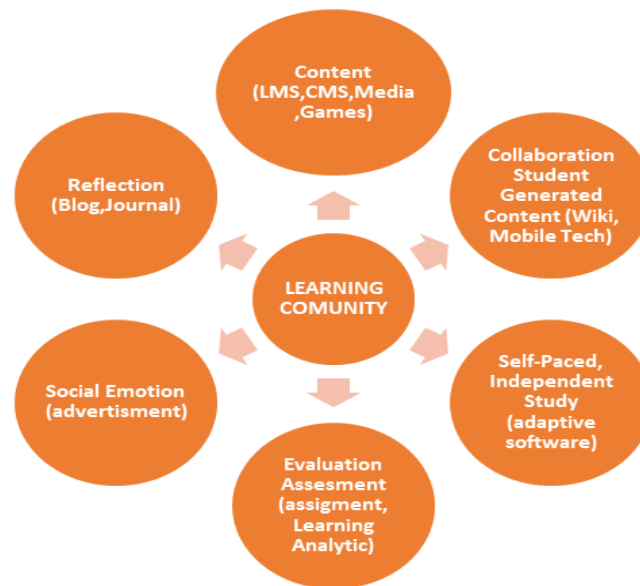 Content
(LMS,CMS,Media
,Games)
Collaboration
Student
Generated
Content (Wiki,
Mobile Tech)
Self-Paced,
Independent
Study
(adaptive
software)
Evaluation
Assesment
(assigment,
Learning
Analytic)
Social Emotion
(advertisment)
Reflection
(Blog,Journal)
LEARNING
COMUNITY